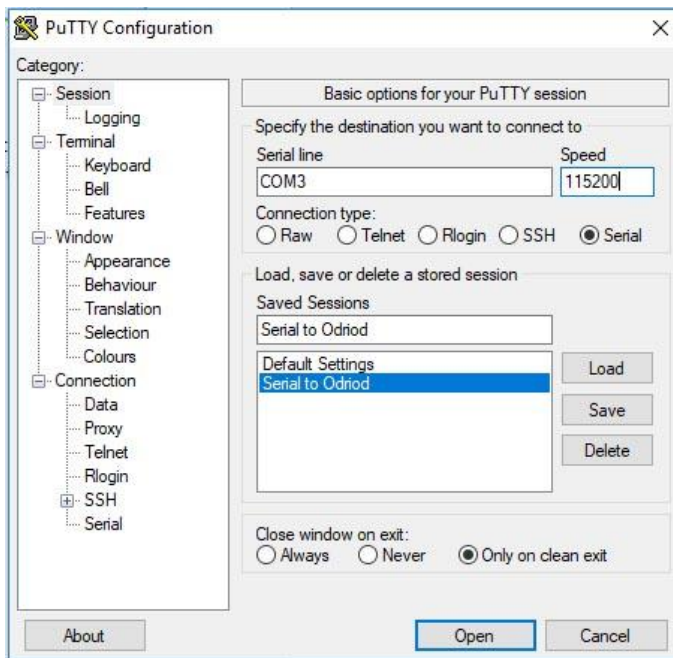 PuTTY Configuration
Category:
Session
Logging
Terminal
Keyboard
Bell
Features
Window
Appearance
Behaviour
Translation
Selection
Colours
Connection
Data
Proxy
Telnet
Rlogin
SSH
Serial
Basic options for your PuTTY session
Specify the destination you want to connect to
Serial line Speed
COM3 115200
Connection type:
Raw Telnet Rlogin SSH Serial
Load, save or delete a stored session
Saved Sessions
Serial to Odriod
Default Settings
Serial to Odriod
Load
Save
Delete
Close window on exit:
Always Never Only on clean exit
About Open Cancel